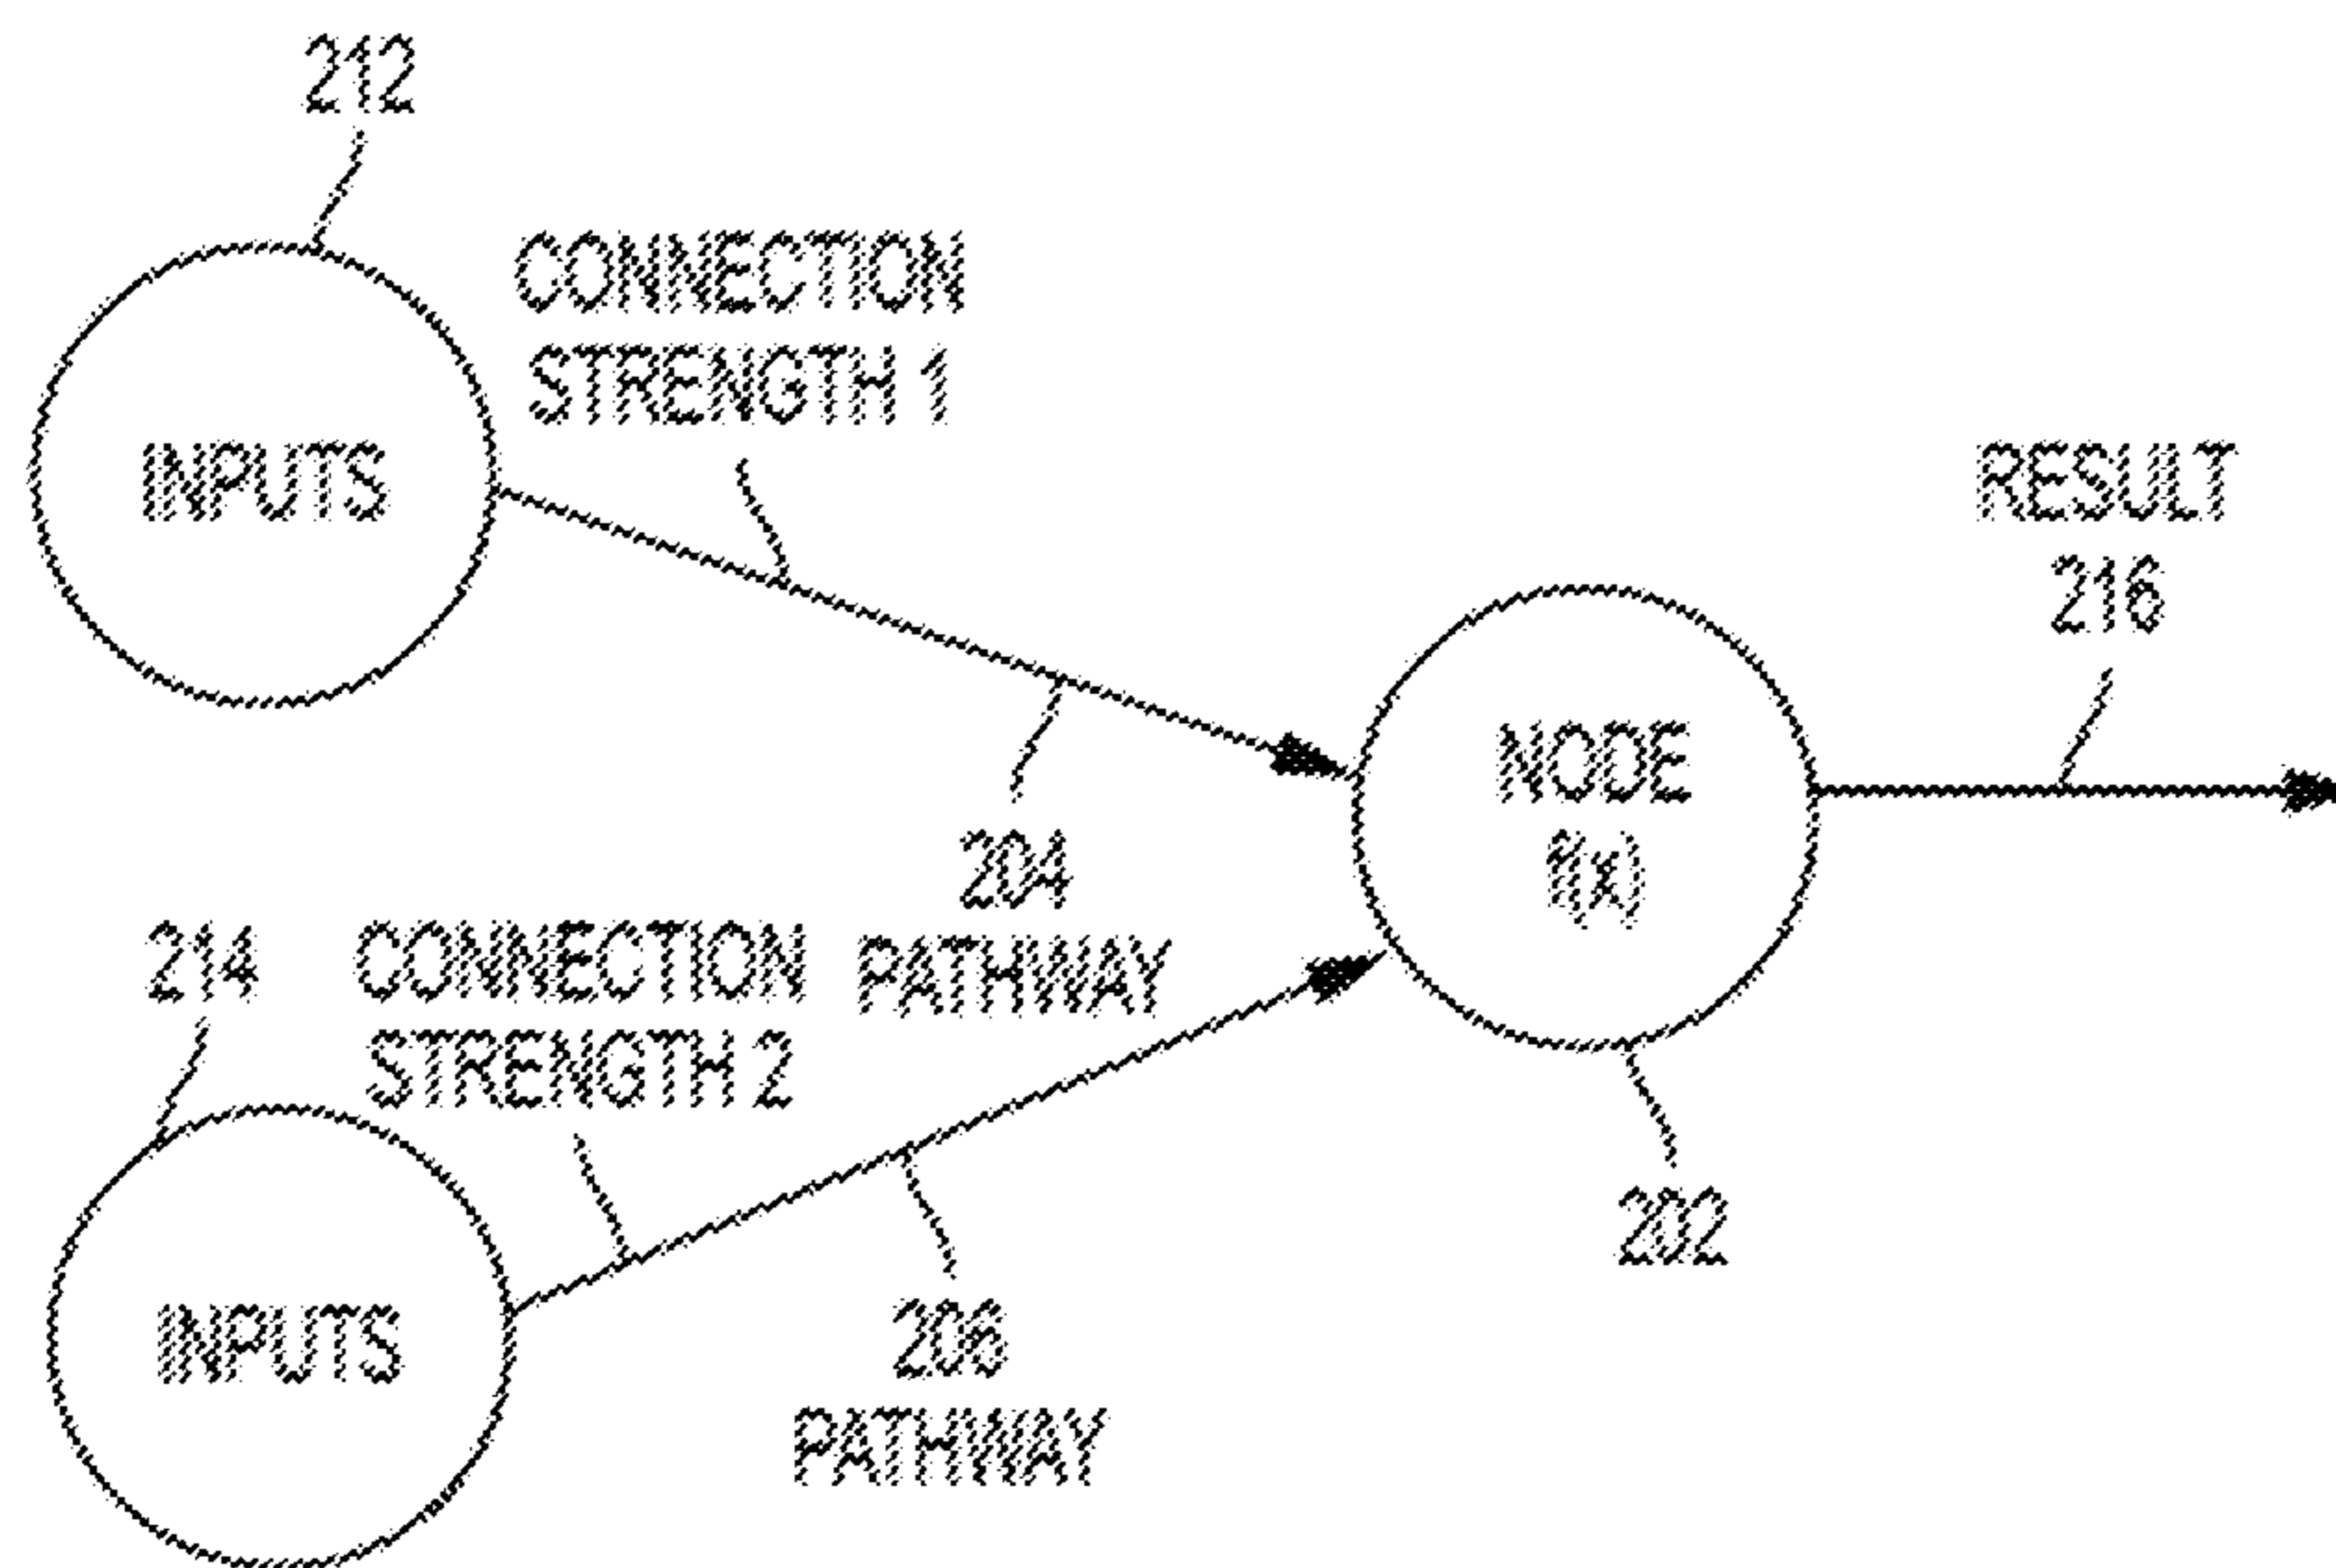 212
CONNECTION
STRENGTH 1
INPUTS
RESULT
216
NODE
f(x)
204
PATHWAY
214
CONNECTION
STRENGTH 2
202
INPUTS
206
PATHWAY